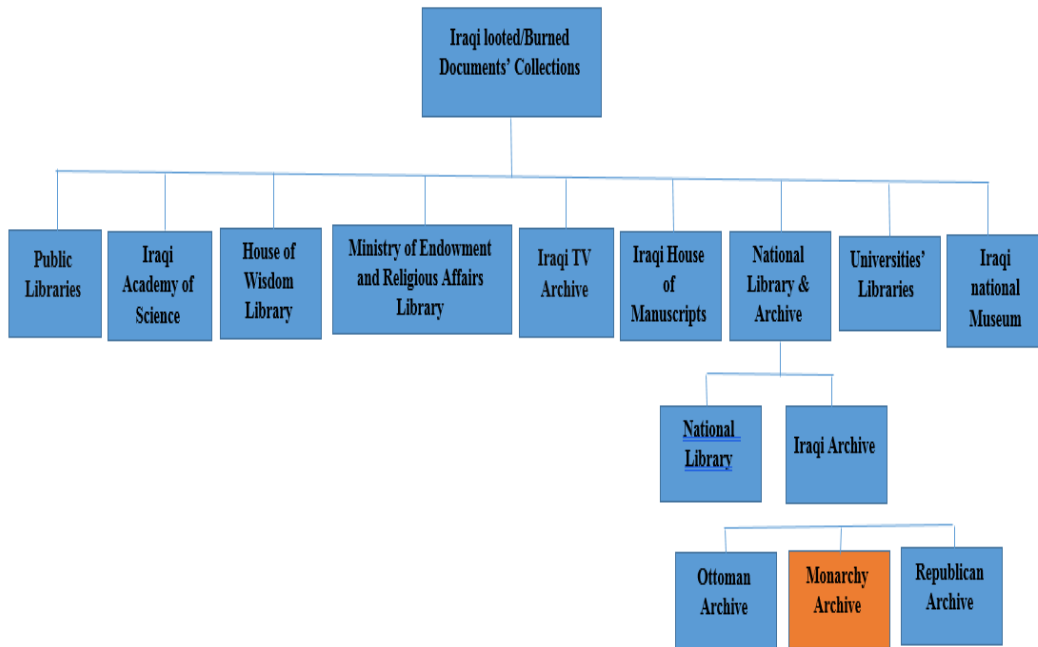 Iraqi looted/Burned
Documents’ Collections
Public
Libraries
Iraqi
Academy of
Science
House of
Wisdom
Library
Ministry of Endowment
and Religious Affairs
Library
Iraqi TV
Archive
Iraqi House
of
Manuscripts
National
Library &
Archive
Universities’
Libraries
Iraqi
national
Museum
National
Library
Iraqi Archive
Ottoman
Archive
Monarchy
Archive
Republican
Archive